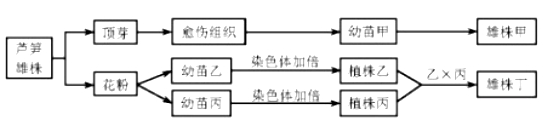 芦笋
雄株
顶芽
愈伤组织
幼苗甲
雄株甲
花粉
幼苗乙
染色体加倍
植株乙
乙×丙
雄株丁
幼苗丙
染色体加倍
植株丙